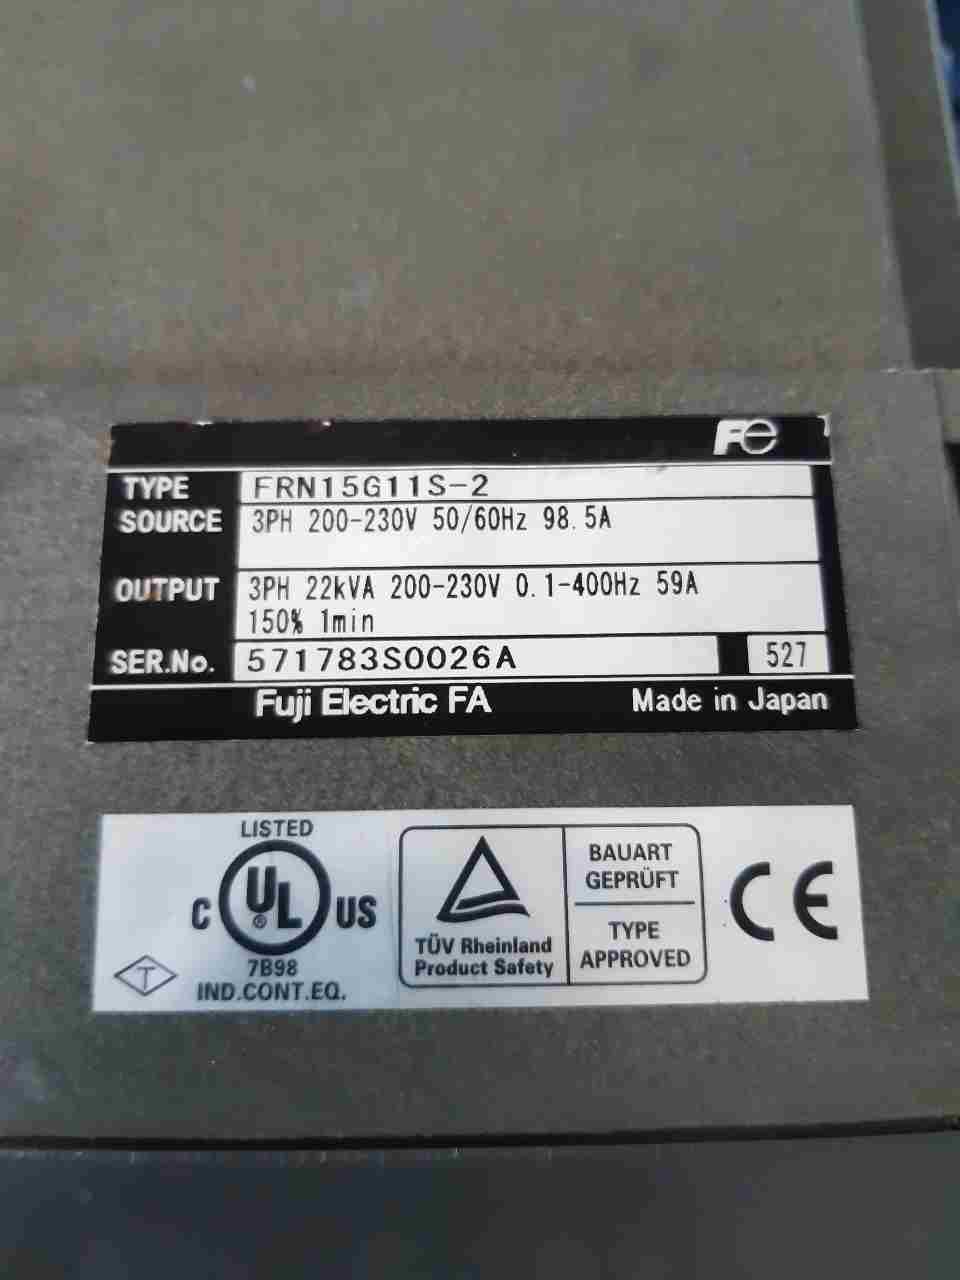 Fe
TYPE FRN15G11S-2
SOURCE 3PH 200-230V 50/60Hz 98.5A
OUTPUT 3PH 22kVA 200-230V 0.1-400Hz 59A
150% 1min
SER.No. 571783S0026A 527
Fuji Electric FA Made in Japan
LISTED
C UL ® US
7B98
IND.CONT.EQ.
T
TÜV Rheinland
Product Safety
BAUART
GEPRÜFT
TYPE
APPROVED
CE